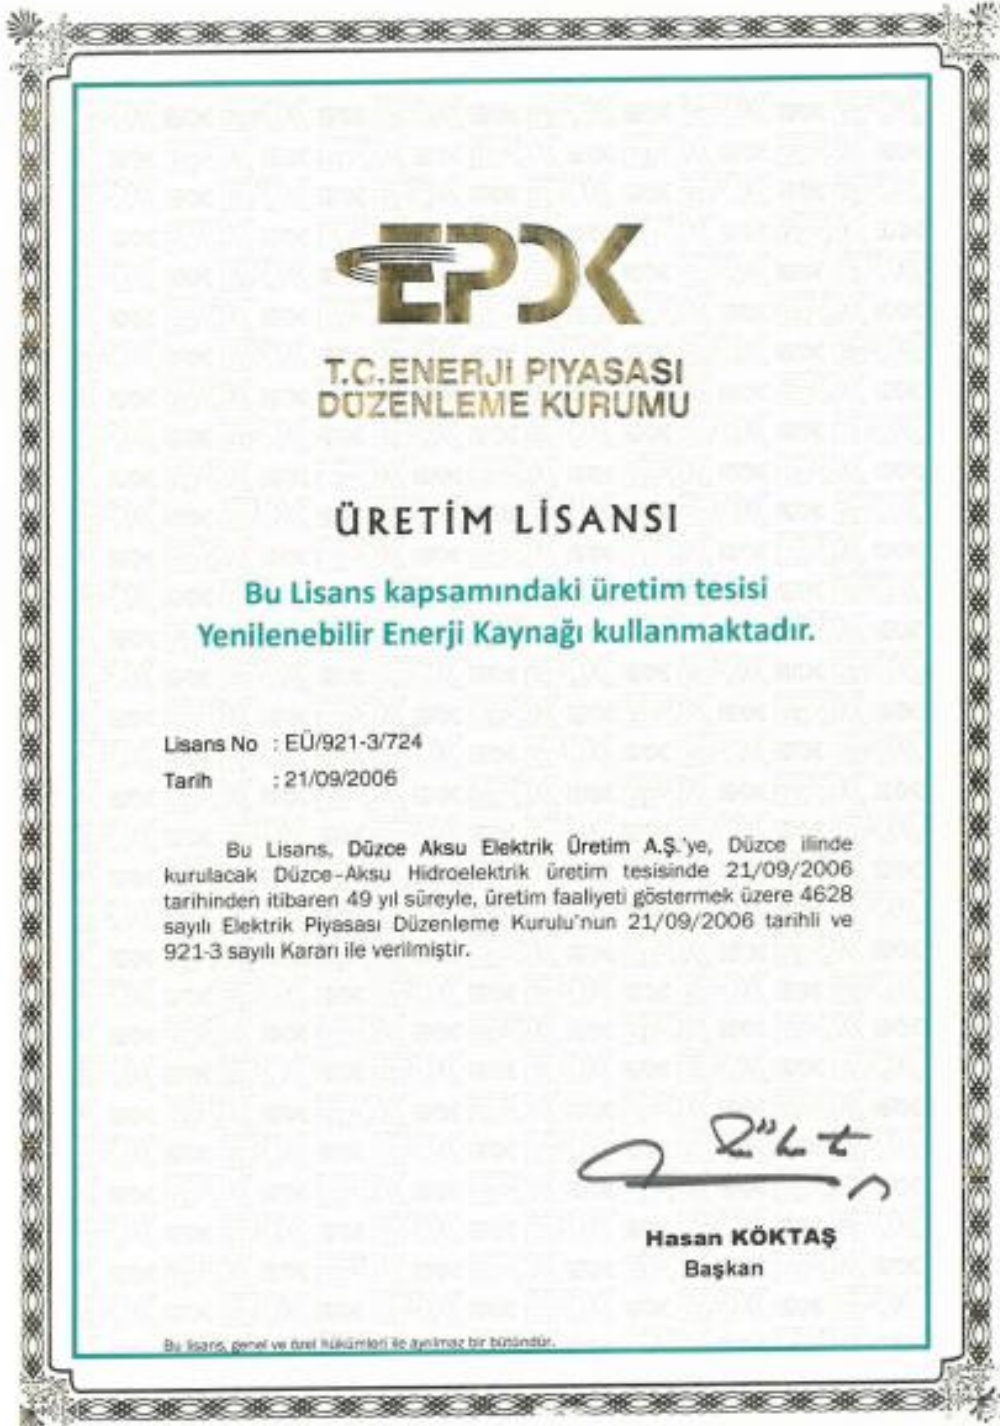 EPDK
T.C.ENERJİ PİYASASI
DÜZENLEME KURUMU
ÜRETİM LİSANSI
Bu Lisans kapsamındaki üretim tesisi
Yenilenebilir Enerji Kaynağı kullanmaktadır.
Lisans No : EÜ/921-3/724
Tarih : 21/09/2006
Bu Lisans, Düzce Aksu Elektrik Üretim A.Ş.'ye, Düzce ilinde
kurulacak Düzce-Aksu Hidroelektrik üretim tesisinde 21/09/2006
tarihinden itibaren 49 yıl süreyle, üretim faaliyeti göstermek üzere 4628
sayılı Elektrik Piyasası Düzenleme Kurulu'nun 21/09/2006 tarihli ve
921-3 sayılı Kararı ile verilmiştir.
Hasan KÖKTAŞ
Başkan
Bu lisans, genel ve özel hükümleri ile ayrılmaz bir bütündür.